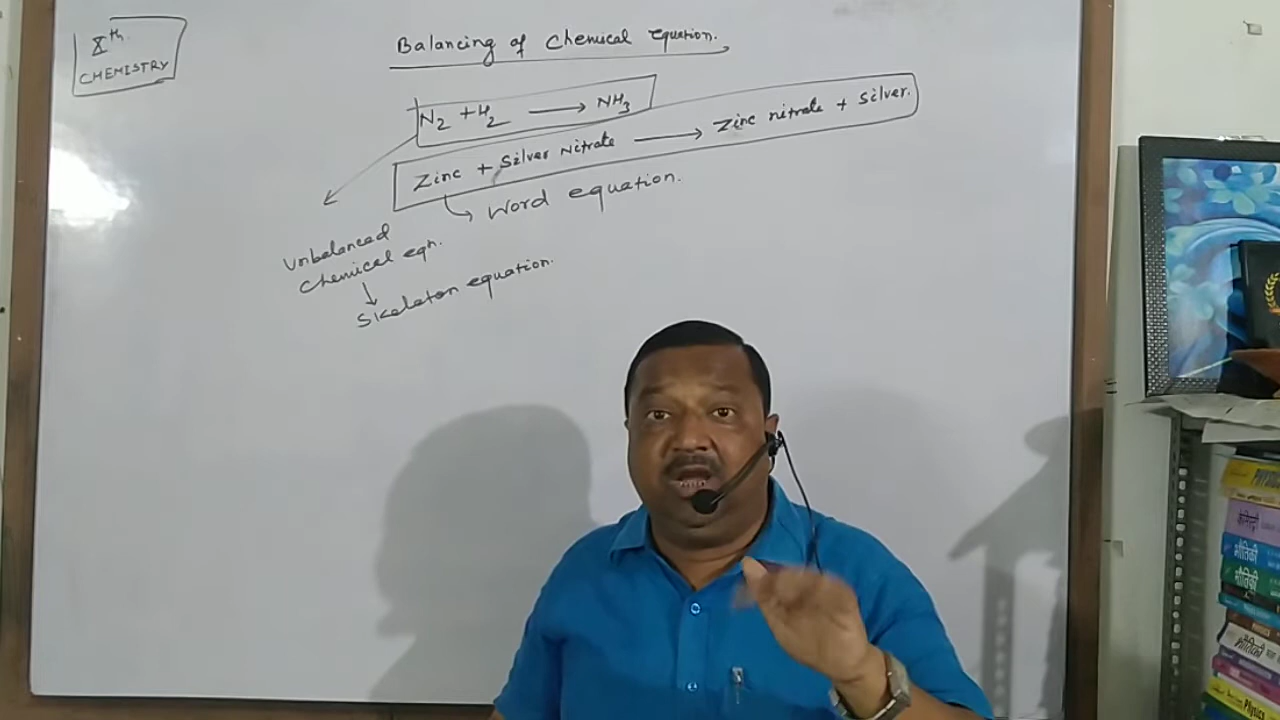 Xth
CHEMISTRY
Balancing of Chemical Equation.
N2 + H2 ⟶ NH3
Zinc + Silver Nitrate ⟶ Zinc nitrate + Silver.
Word equation.
Unbalanced
Chemical eqn.
Skeleton equation.
भौतिकी
भौतिकी
भौतिकी
Physics